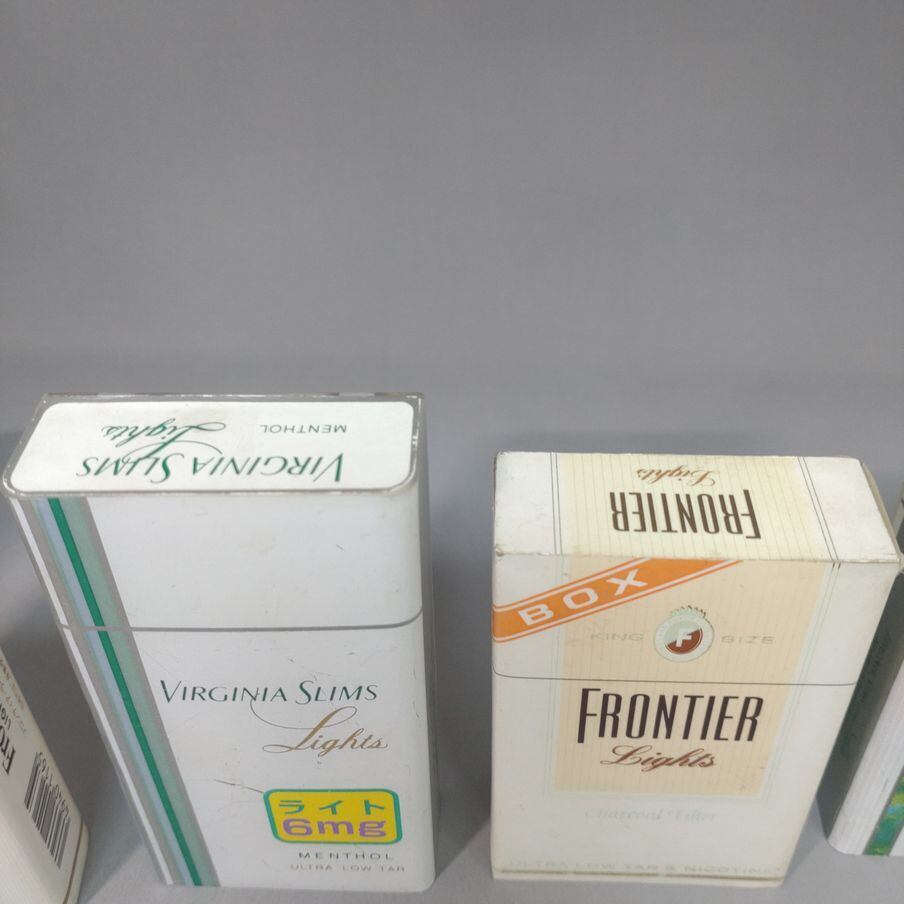 VIRGINIA SLIMS
Lights
MENTHOL
VIRGINIA SLIMS
Lights
ライト
6mg
MENTHOL
ULTRA LOW TAR
FRONTIER
Lights
BOX
KING F SIZE
FRONTIER
Lights
Charcoal Filter
ULTRA LOW TAR & NICOTINE